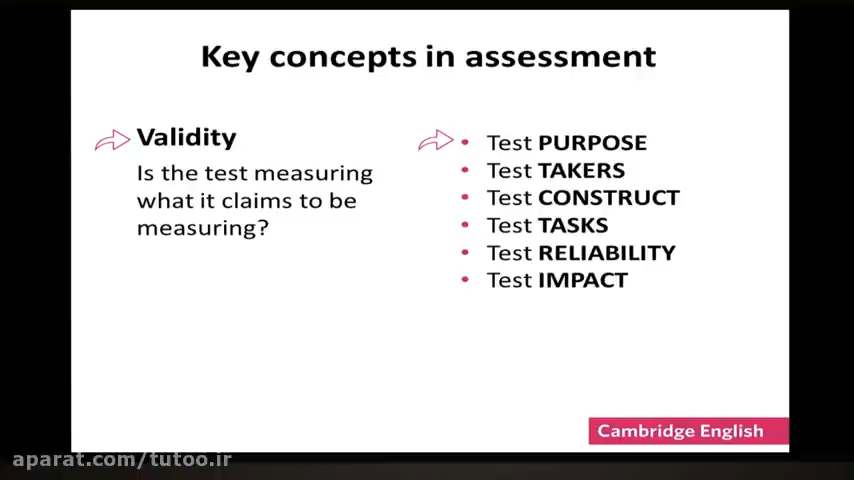 Key concepts in assessment
Validity
Is the test measuring
what it claims to be
measuring?
• Test PURPOSE
• Test TAKERS
• Test CONSTRUCT
• Test TASKS
• Test RELIABILITY
• Test IMPACT
Cambridge English
aparat.com/tutoo.ir